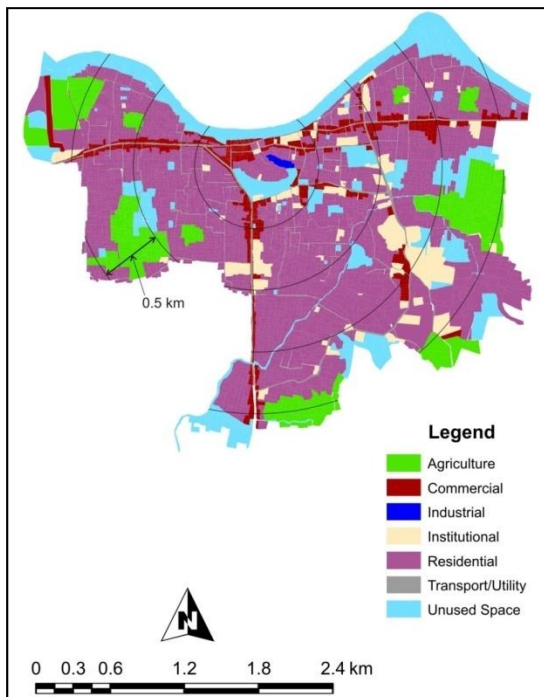 0.5 km
Legend
Agriculture
Commercial
Industrial
Institutional
Residential
Transport/Utility
Unused Space
N
0 0.3 0.6 1.2 1.8 2.4 km